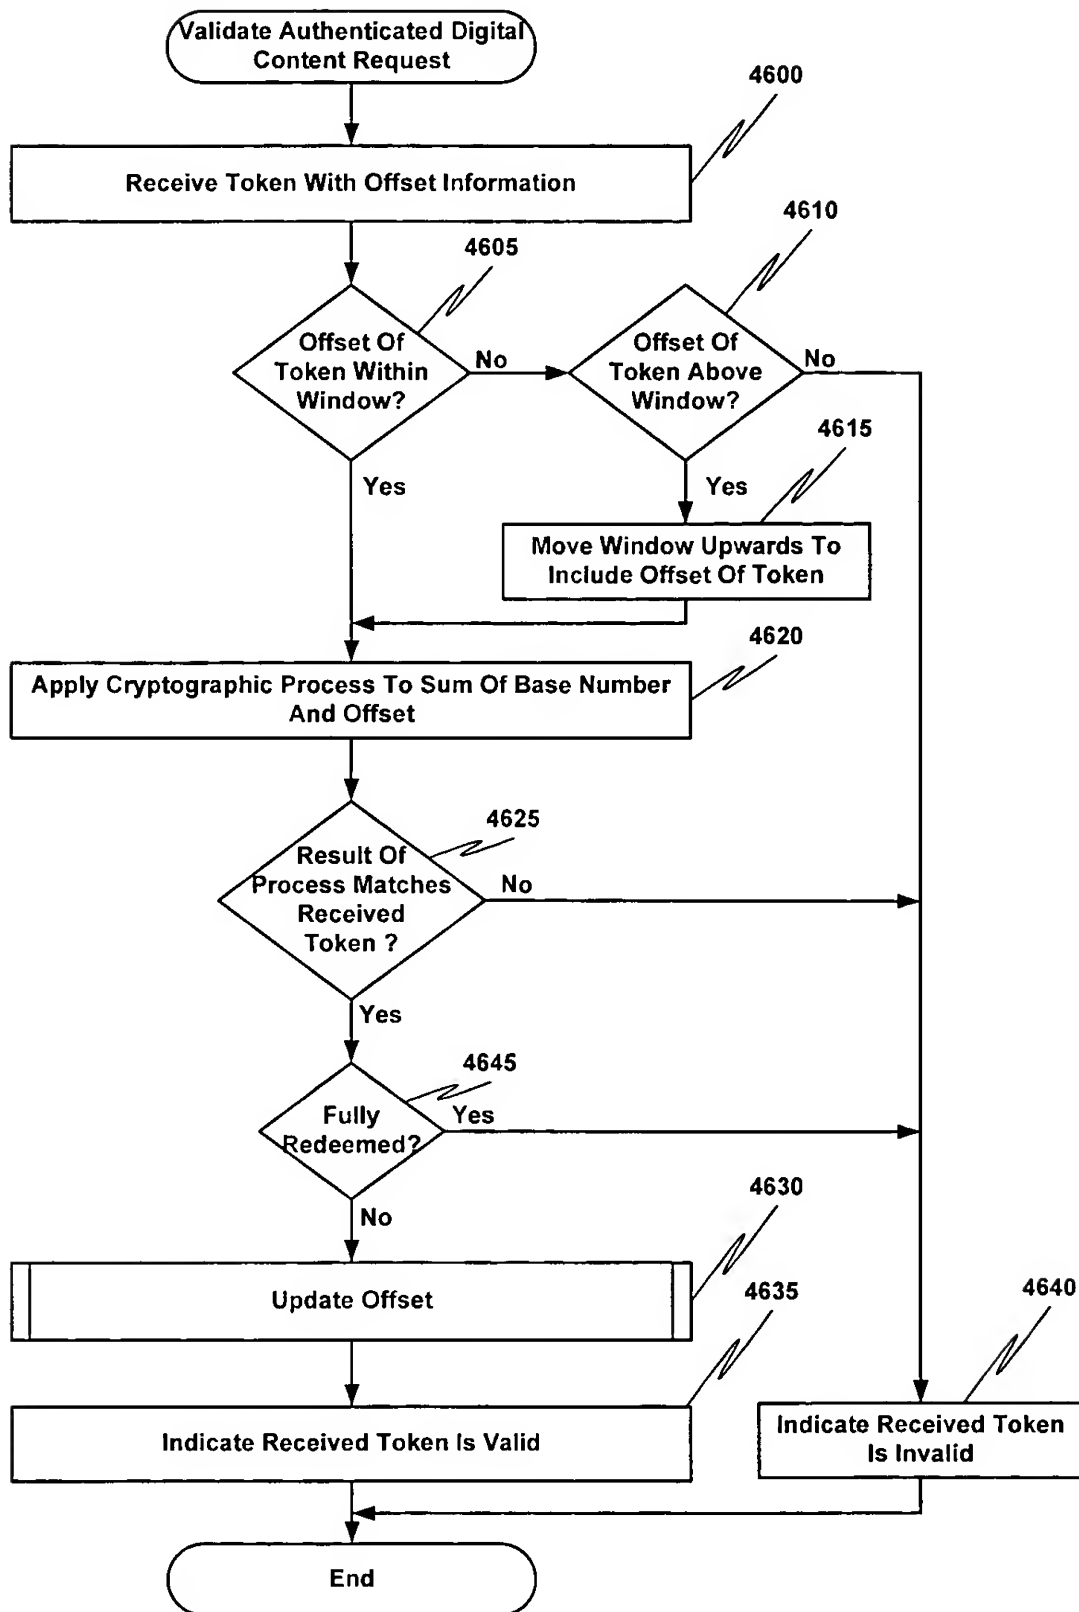 Validate Authenticated Digital
Content Request
4600
Receive Token With Offset Information
4610
4605
Offset Of
Token Within
Window?
No
Offset Of
Token Above
Window?
No
4615
Yes
Yes
Move Window Upwards To
Include Offset Of Token
4620
Apply Cryptographic Process To Sum Of Base Number
And Offset
4625
Result Of
Process Matches
Received
Token ?
No
Yes
4645
Fully
Redeemed?
Yes
No
4630
Update Offset
4635
4640
Indicate Received Token Is Valid
Indicate Received Token
Is Invalid
End